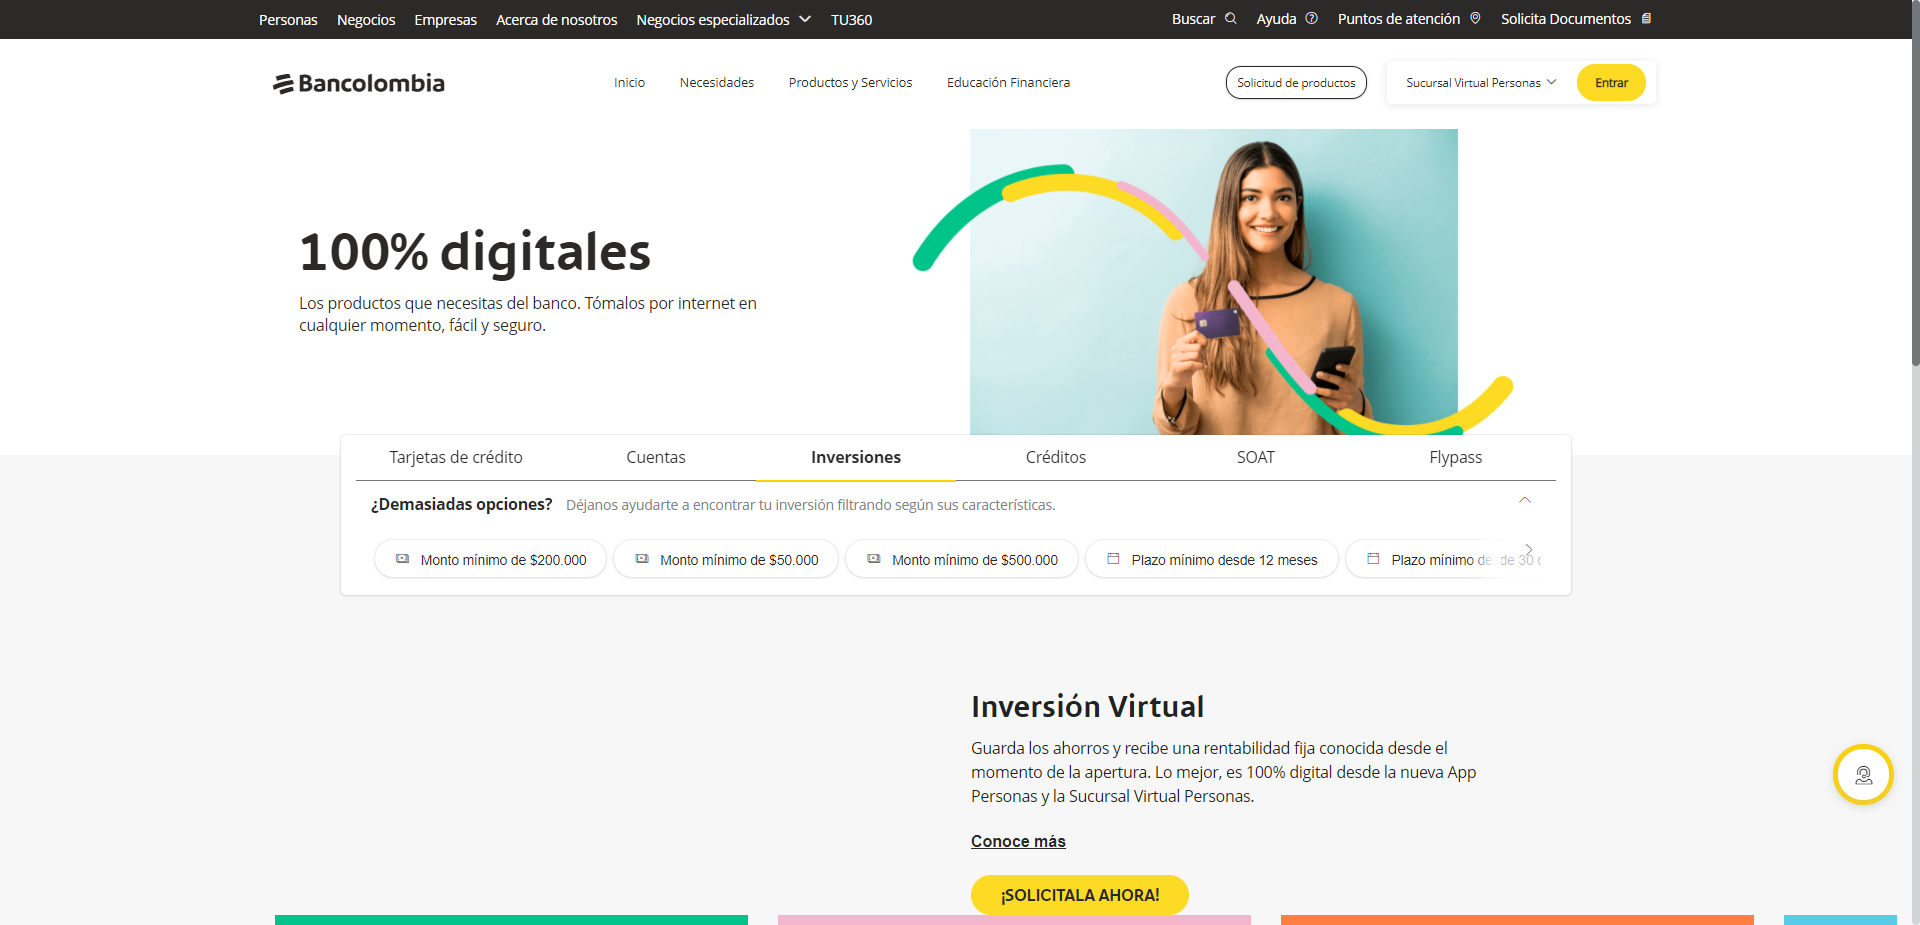 Personas Negocios Empresas Acerca de nosotros Negocios especializados TU360 Buscar Ayuda Puntos de atención Solicita Documentos
Bancolombia Inicio Necesidades Productos y Servicios Educación Financiera Solicitud de productos Sucursal Virtual Personas Entrar
100% digitales
Los productos que necesitas del banco. Tómalos por internet en
cualquier momento, fácil y seguro.
Tarjetas de crédito Cuentas Inversiones Créditos SOAT Flypass
¿Demasiadas opciones? Déjanos ayudarte a encontrar tu inversión filtrando según sus características.
Monto mínimo de $200.000 Monto mínimo de $50.000 Monto mínimo de $500.000 Plazo mínimo desde 12 meses Plazo mínimo desde 30
Inversión Virtual
Guarda los ahorros y recibe una rentabilidad fija conocida desde el
momento de la apertura. Lo mejor, es 100% digital desde la nueva App
Personas y la Sucursal Virtual Personas.
Conoce más
¡SOLICITALA AHORA!